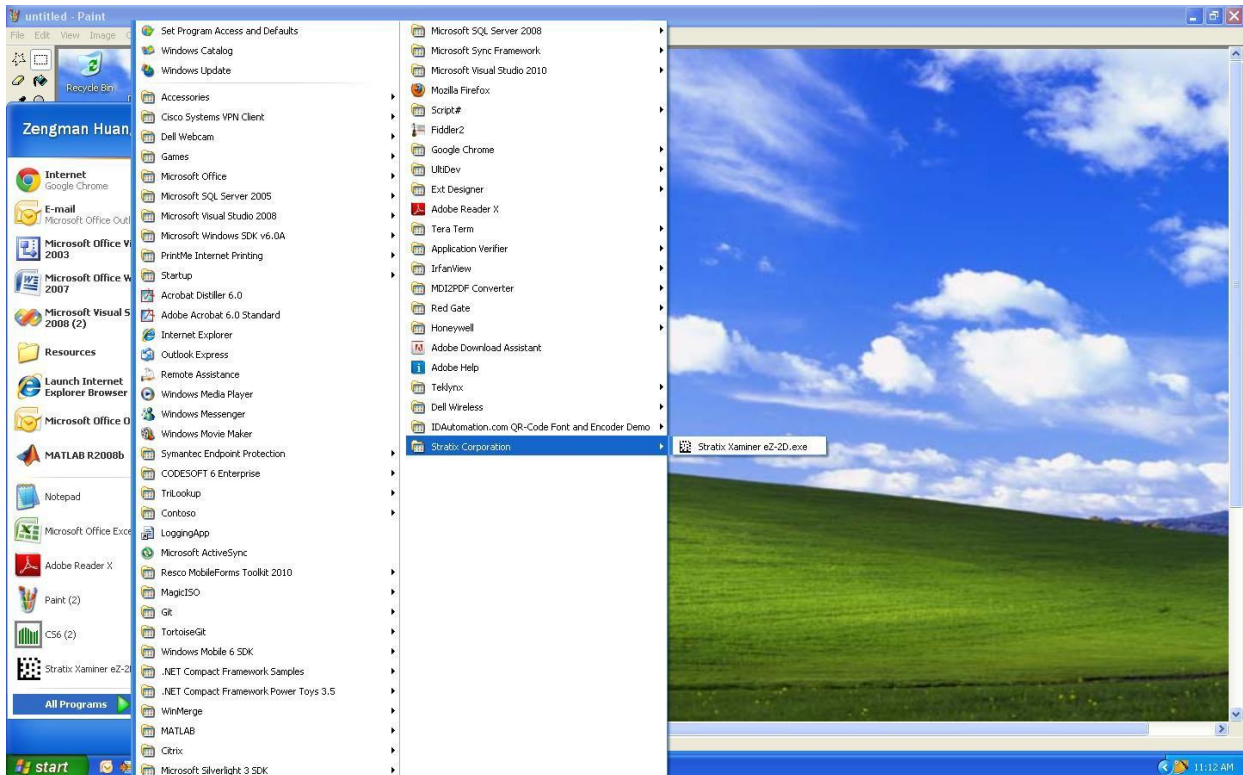 untitled - Paint
File Edit View Image
Recycle Bin
Zengman Huan
Internet
Google Chrome
E-mail
Microsoft Office Outl
Microsoft Office Vi
2003
Microsoft Office W
2007
Microsoft Visual S
2008 (2)
Resources
Launch Internet
Explorer Browser
Microsoft Office O
MATLAB R2008b
Notepad
Microsoft Office Exce
Adobe Reader X
Paint (2)
CS6 (2)
Stratix Xaminer eZ-2
All Programs
start
Set Program Access and Defaults
Windows Catalog
Windows Update
Accessories
Cisco Systems VPN Client
Dell Webcam
Games
Microsoft Office
Microsoft SQL Server 2005
Microsoft Visual Studio 2008
Microsoft Windows SDK v6.0A
PrintMe Internet Printing
Startup
Acrobat Distiller 6.0
Adobe Acrobat 6.0 Standard
Internet Explorer
Outlook Express
Remote Assistance
Windows Media Player
Windows Messenger
Windows Movie Maker
Symantec Endpoint Protection
CODESOFT 6 Enterprise
TriLookup
Contoso
LoggingApp
Microsoft ActiveSync
Resco MobileForms Toolkit 2010
MagicISO
Git
TortoiseGit
Windows Mobile 6 SDK
.NET Compact Framework Samples
.NET Compact Framework Power Toys 3.5
WinMerge
MATLAB
Citrix
Microsoft Silverlight 3 SDK
Microsoft SQL Server 2008
Microsoft Sync Framework
Microsoft Visual Studio 2010
Mozilla Firefox
Script#
Fiddler2
Google Chrome
UltiDev
Ext Designer
Adobe Reader X
Tera Term
Application Verifier
IrfanView
MDI2PDF Converter
Red Gate
Honeywell
Adobe Download Assistant
Adobe Help
Teklynx
Dell Wireless
IDAutomation.com QR-Code Font and Encoder Demo
Stratix Corporation
Stratix Xaminer eZ-2D.exe
11:12 AM